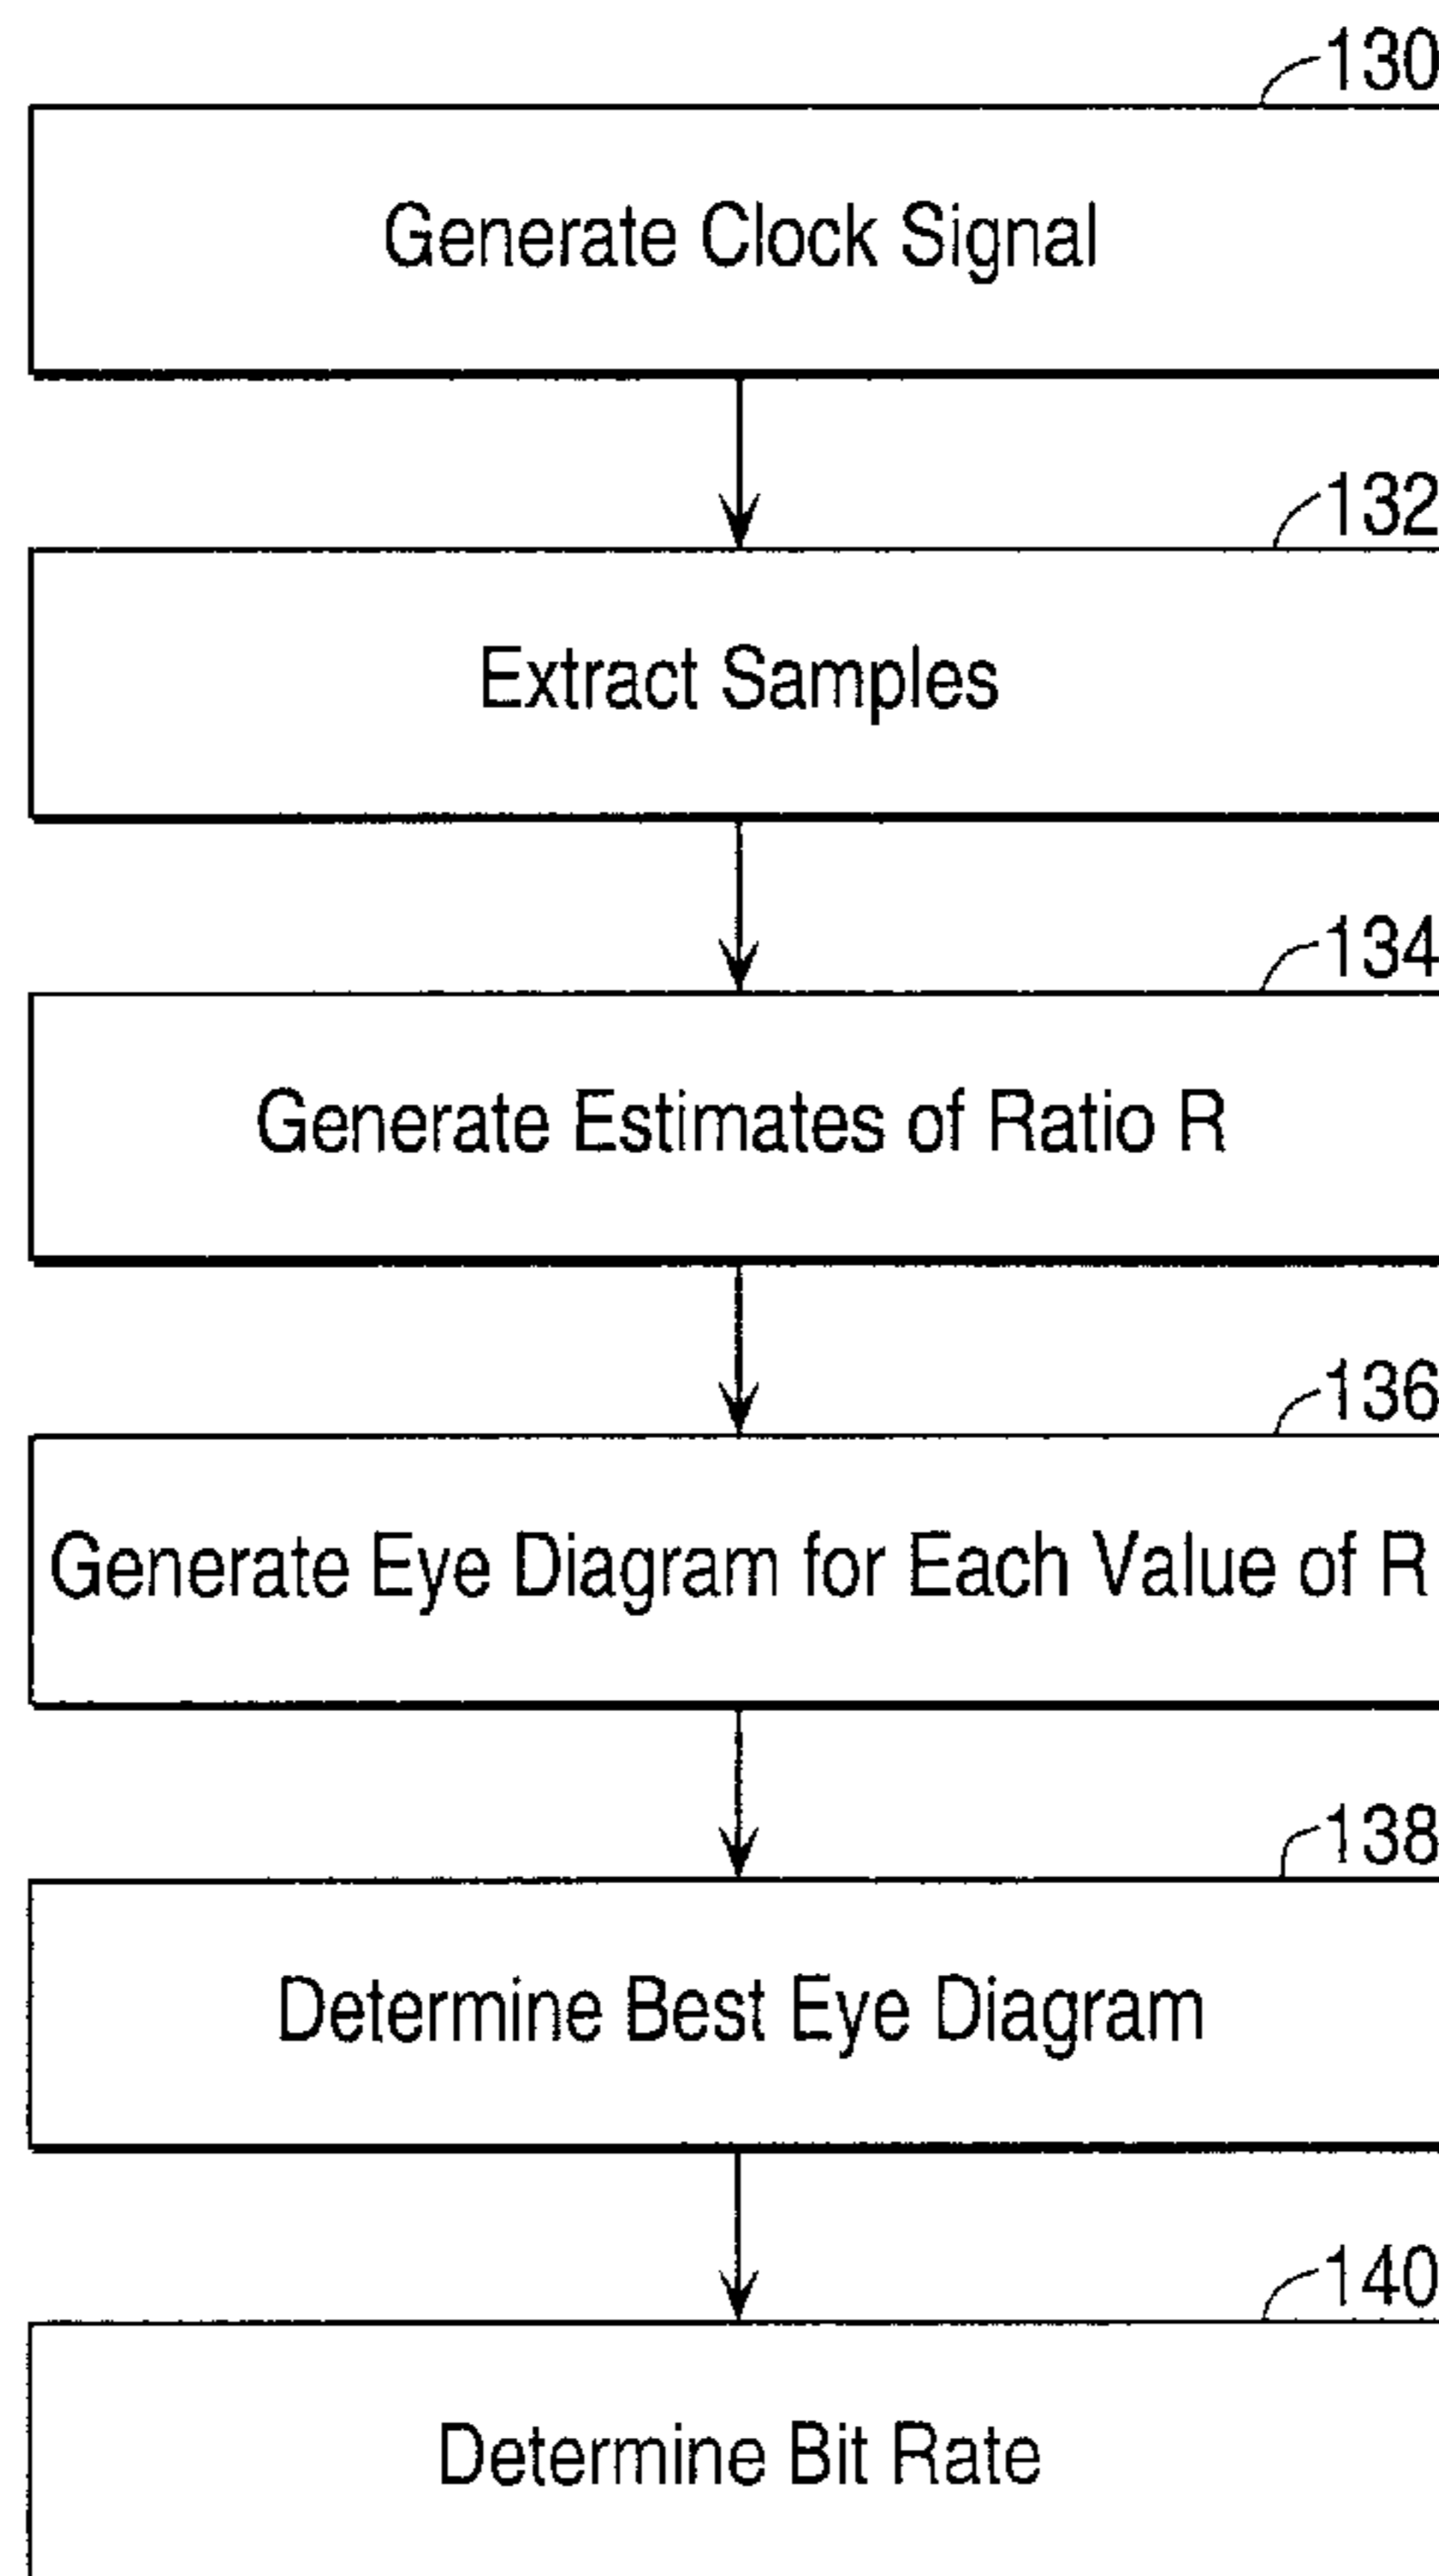 130
Generate Clock Signal
132
Extract Samples
134
Generate Estimates of Ratio R
136
Generate Eye Diagram for Each Value of R
138
Determine Best Eye Diagram
140
Determine Bit Rate